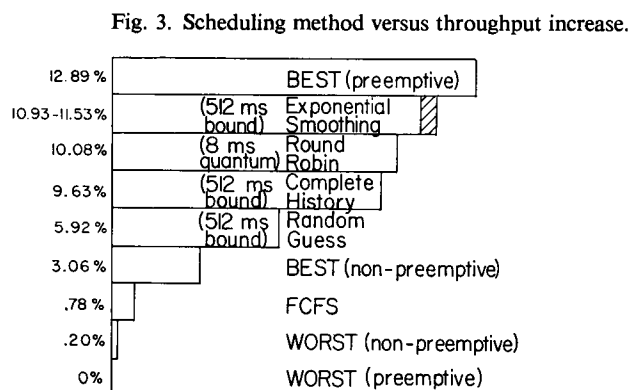 Fig. 3. Scheduling method versus throughput increase.
12.89% BEST (preemptive)
10.93-11.53% (512 ms bound) Exponential Smoothing
10.08% (8 ms quantum) Round Robin
9.63% (512 ms bound) Complete History
5.92% (512 ms bound) Random Guess
3.06% BEST (non-preemptive)
.78% FCFS
.20% WORST (non-preemptive)
0% WORST (preemptive)